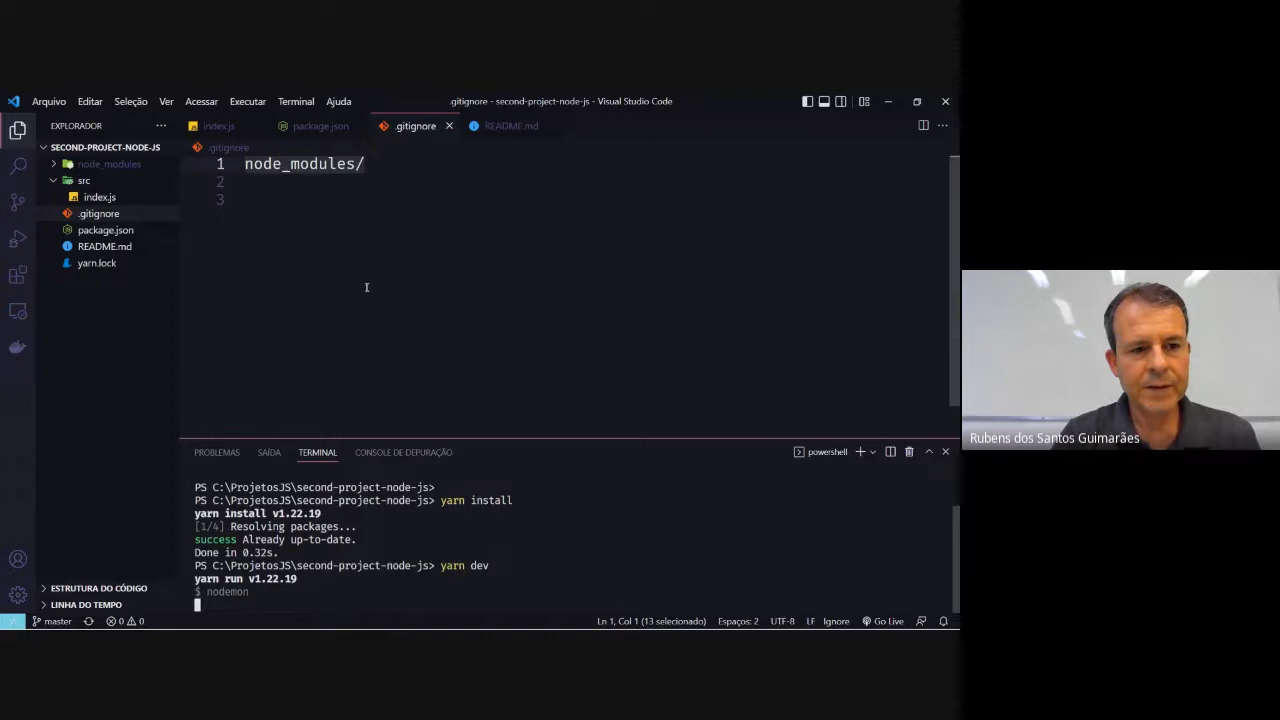 Arquivo Editar Seleção Ver Acessar Executar Terminal Ajuda .gitignore - second-project-node-js - Visual Studio Code
EXPLORADOR
index.js package.json .gitignore README.md
SECOND-PROJECT-NODE-JS
.gitignore
node_modules
src
index.js
.gitignore
package.json
README.md
yarn.lock
1 node_modules/
2
3
Rubens dos Santos Guimarães
PROBLEMAS SAÍDA TERMINAL CONSOLE DE DEPURAÇÃO powershell
PS C:\ProjetosJS\second-project-node-js>
PS C:\ProjetosJS\second-project-node-js> yarn install
yarn install v1.22.19
[1/4] Resolving packages...
success Already up-to-date.
Done in 0.32s.
PS C:\ProjetosJS\second-project-node-js> yarn dev
yarn run v1.22.19
$ nodemon
ESTRUTURA DO CÓDIGO
LINHA DO TEMPO
master 0 0 Ln 1, Col 1 (13 selecionado) Espaços: 2 UTF-8 LF Ignore Go Live